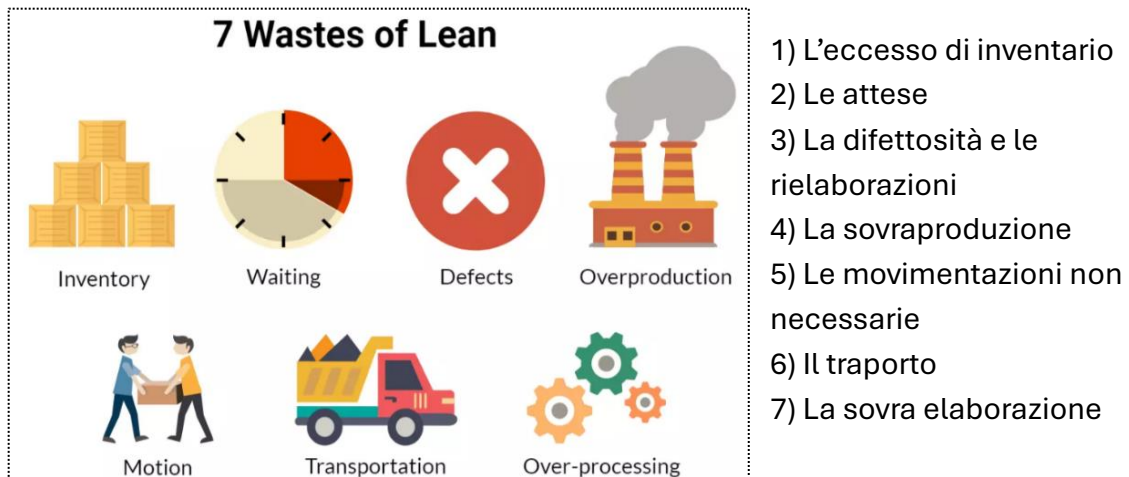 7 Wastes of Lean
Inventory
Waiting
Defects
Overproduction
Motion
Transportation
Over-processing
1) L'eccesso di inventario
2) Le attese
3) La difettosità e le
rielaborazioni
4) La sovraproduzione
5) Le movimentazioni non
necessarie
6) Il traporto
7) La sovra elaborazione